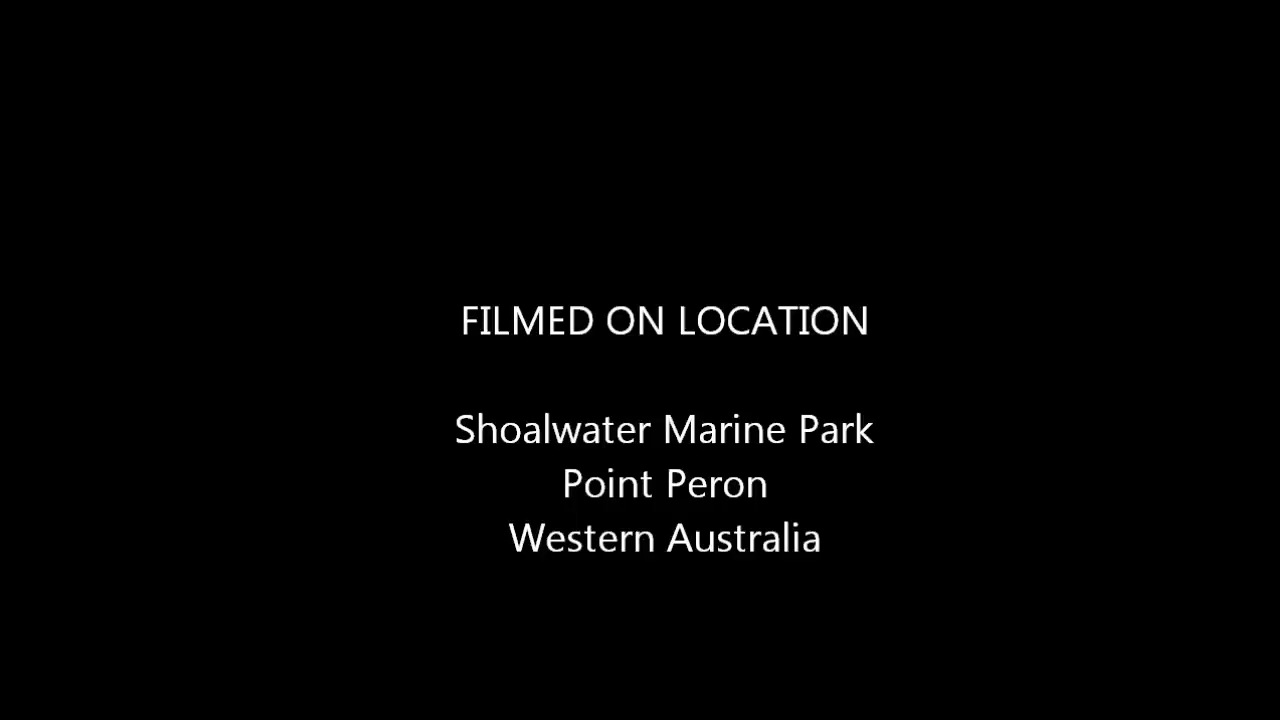 FILMED ON LOCATION
Shoalwater Marine Park
Point Peron
Western Australia